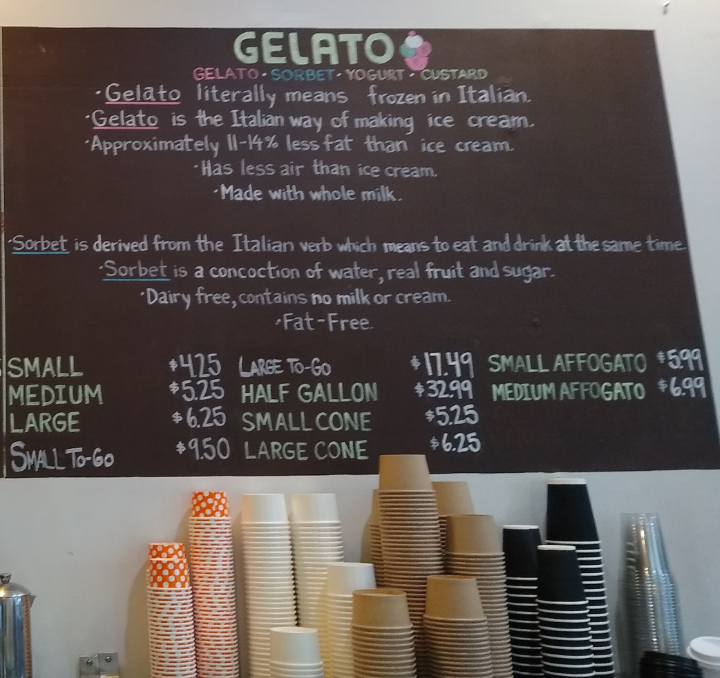 GELATO
GELATO · SORBET · YOGURT · CUSTARD
·Gelato literally means frozen in Italian.
·Gelato is the Italian way of making ice cream.
·Approximately 11-14% less fat than ice cream.
·Has less air than ice cream.
·Made with whole milk.
·Sorbet is derived from the Italian verb which means to eat and drink at the same time.
·Sorbet is a concoction of water, real fruit and sugar.
·Dairy free, contains no milk or cream.
·Fat-Free.
SMALL $4.25 LARGE TO-GO $17.49 SMALL AFFOGATO $5.99
MEDIUM $5.25 HALF GALLON $32.99 MEDIUM AFFOGATO $6.99
LARGE $6.25 SMALL CONE $5.25
SMALL TO-GO $9.50 LARGE CONE $6.25